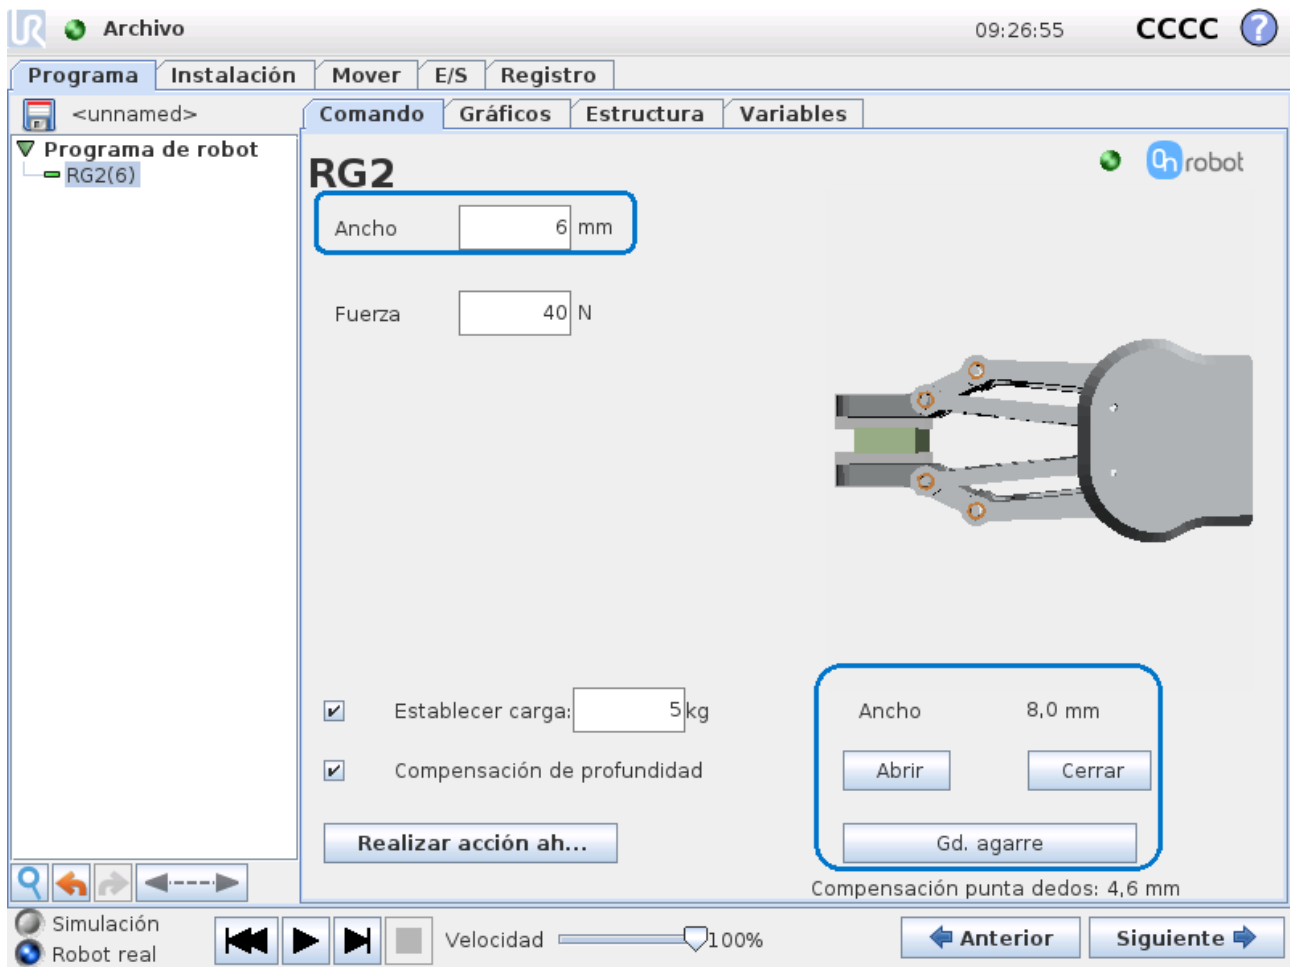 UR
Archivo
09:26:55
CCCC
?
Programa
Instalación
Mover
E/S
Registro
<unnamed>
Comando
Gráficos
Estructura
Variables
Programa de robot
RG2(6)
RG2
On robot
Ancho 6 mm
Fuerza 40 N
Establecer carga: 5 kg
Compensación de profundidad
Realizar acción ah...
Ancho 8,0 mm
Abrir
Cerrar
Gd. agarre
Compensación punta dedos: 4,6 mm
Simulación
Robot real
Velocidad 100%
Anterior
Siguiente